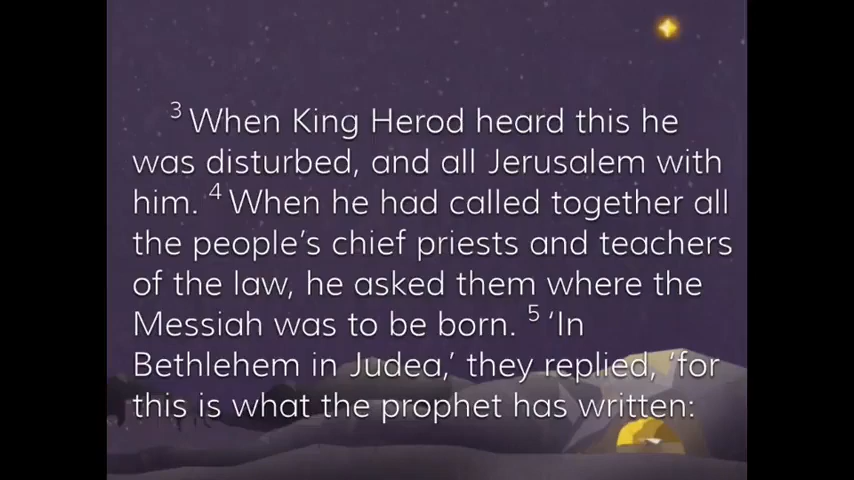 ³ When King Herod heard this he
was disturbed, and all Jerusalem with
him. ⁴ When he had called together all
the people’s chief priests and teachers
of the law, he asked them where the
Messiah was to be born. ⁵ ‘In
Bethlehem in Judea,’ they replied, ‘for
this is what the prophet has written: